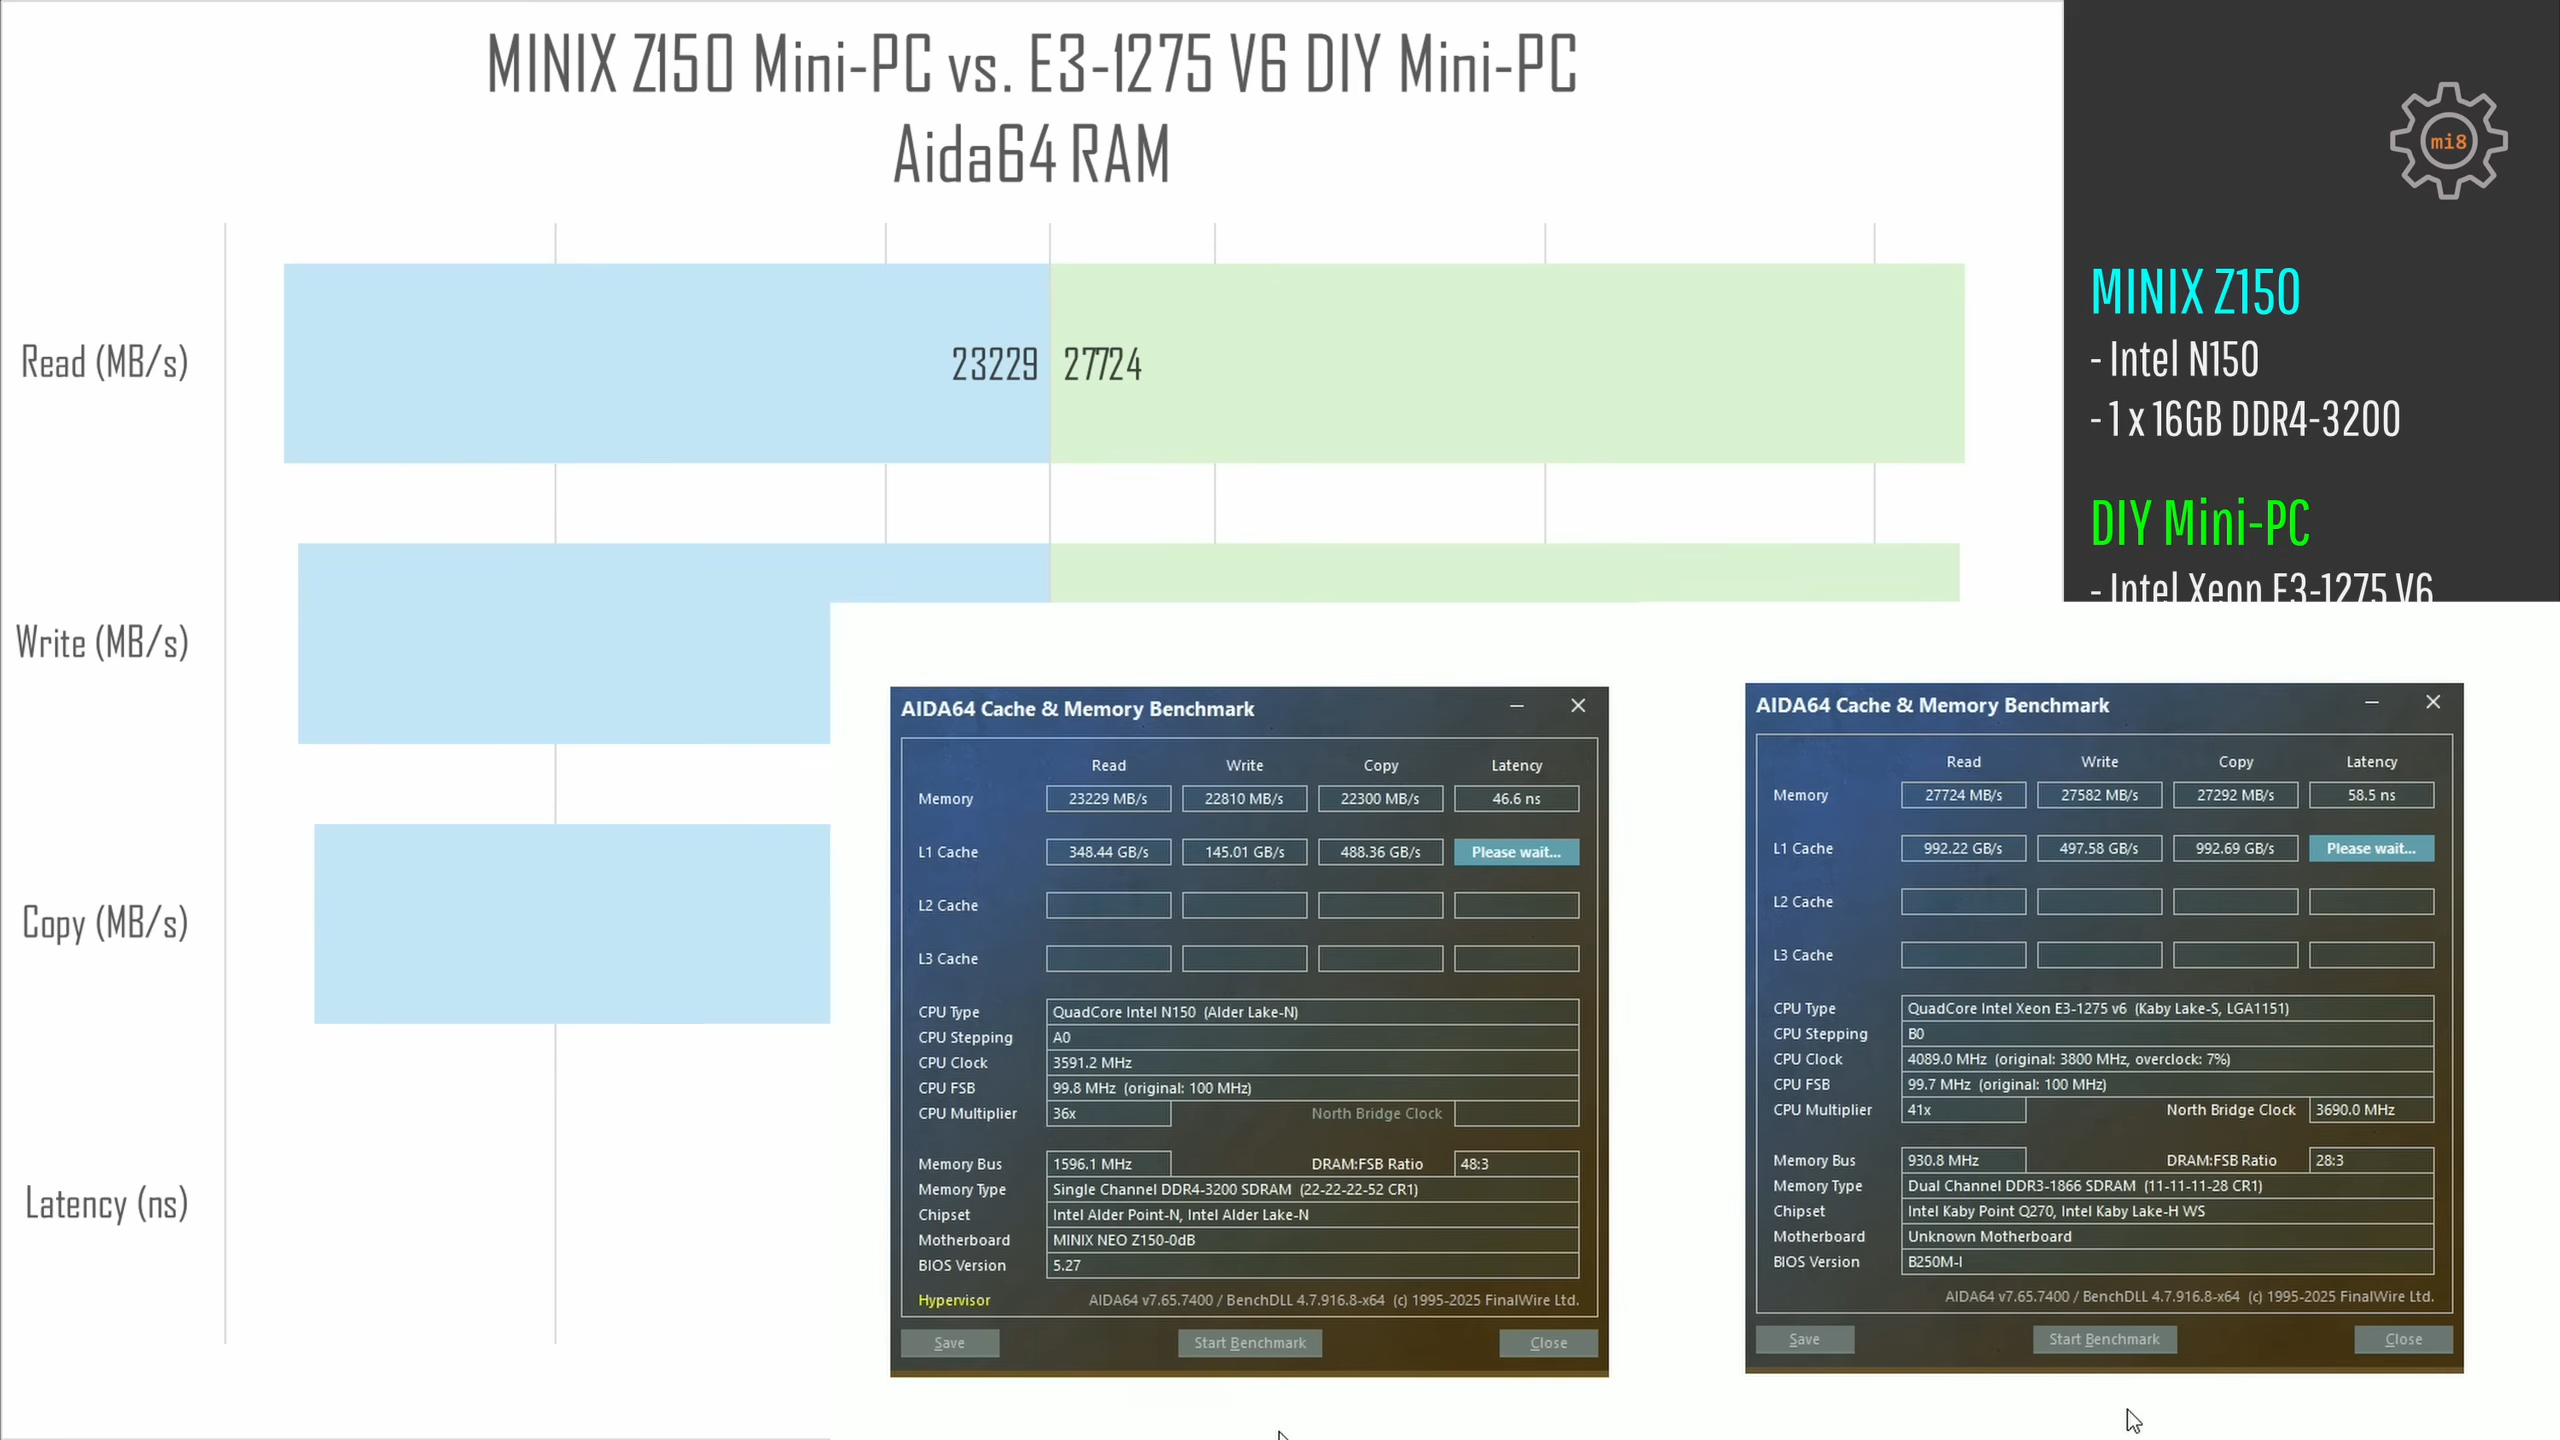 MINIX Z150 Mini-PC vs. E3-1275 V6 DIY Mini-PC
Aida64 RAM
mi8
Read (MB/s)
23229
27724
Write (MB/s)
Copy (MB/s)
Latency (ns)
MINIX Z150
- Intel N150
- 1 x 16GB DDR4-3200
DIY Mini-PC
- Intel Xeon E3-1275 V6
AIDA64 Cache & Memory Benchmark
Read Write Copy Latency
Memory 23229 MB/s 22810 MB/s 22300 MB/s 46.6 ns
L1 Cache 348.44 GB/s 145.01 GB/s 488.36 GB/s Please wait...
L2 Cache
L3 Cache
CPU Type QuadCore Intel N150 (Alder Lake-N)
CPU Stepping A0
CPU Clock 3591.2 MHz
CPU FSB 99.8 MHz (original: 100 MHz)
CPU Multiplier 36x North Bridge Clock
Memory Bus 1596.1 MHz DRAM:FSB Ratio 48:3
Memory Type Single Channel DDR4-3200 SDRAM (22-22-22-52 CR1)
Chipset Intel Alder Point-N, Intel Alder Lake-N
Motherboard MINIX NEO Z150-0dB
BIOS Version 5.27
Hypervisor AIDA64 v7.65.7400 / BenchDLL 4.7.916.8-x64 (c) 1995-2025 FinalWire Ltd.
Save Start Benchmark Close
AIDA64 Cache & Memory Benchmark
Read Write Copy Latency
Memory 27724 MB/s 27582 MB/s 27292 MB/s 58.5 ns
L1 Cache 992.22 GB/s 497.58 GB/s 992.69 GB/s Please wait...
L2 Cache
L3 Cache
CPU Type QuadCore Intel Xeon E3-1275 v6 (Kaby Lake-S, LGA1151)
CPU Stepping B0
CPU Clock 4089.0 MHz (original: 3800 MHz, overclock: 7%)
CPU FSB 99.7 MHz (original: 100 MHz)
CPU Multiplier 41x North Bridge Clock 3690.0 MHz
Memory Bus 930.8 MHz DRAM:FSB Ratio 28:3
Memory Type Dual Channel DDR3-1866 SDRAM (11-11-11-28 CR1)
Chipset Intel Kaby Point Q270, Intel Kaby Lake-H WS
Motherboard Unknown Motherboard
BIOS Version B250M-I
AIDA64 v7.65.7400 / BenchDLL 4.7.916.8-x64 (c) 1995-2025 FinalWire Ltd.
Save Start Benchmark Close